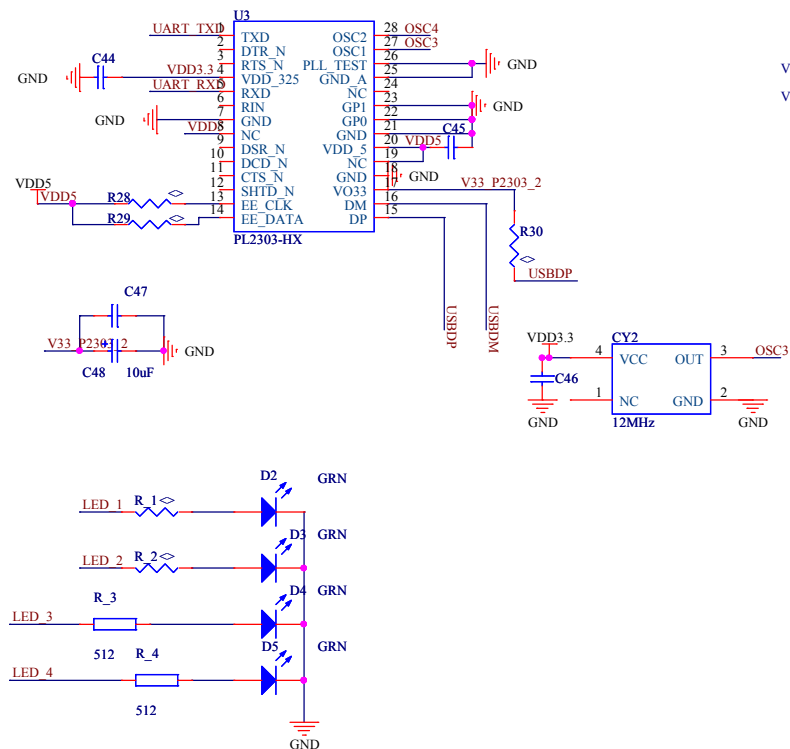 U3
UART_TXD 1 TXD OSC2 28 OSC4
2 DTR_N OSC1 27 OSC3
C44 3 RTS_N PLL_TEST 26
GND VDD3.3 4 VDD_325 GND_A 25 GND
UART_RXD 5 RXD NC 24
6 RIN GP1 23 GND
GND 7 GND GP0 22
VDD5 8 NC GND 21 C45
9 DSR_N VDD_5 20 VDD5
10 DCD_N NC 19
11 CTS_N GND 18 GND
VDD5 12 SHTD_N VO33 17 V33_P2303_2
VDD5 R28 13 EE_CLK DM 16
R29 14 EE_DATA DP 15
PL2303-HX
R30
USBDP
USBDP
USBDM
C47
V33_P2303_2 GND
C48 10uF
VDD3.3 CY2
4 VCC OUT 3 OSC3
C46
1 NC GND 2
GND 12MHz GND
V
V
D2 GRN
LED_1 R_1
D3 GRN
LED_2 R_2
D4 GRN
R_3
LED_3
512 R_4 D5 GRN
LED_4
512
GND